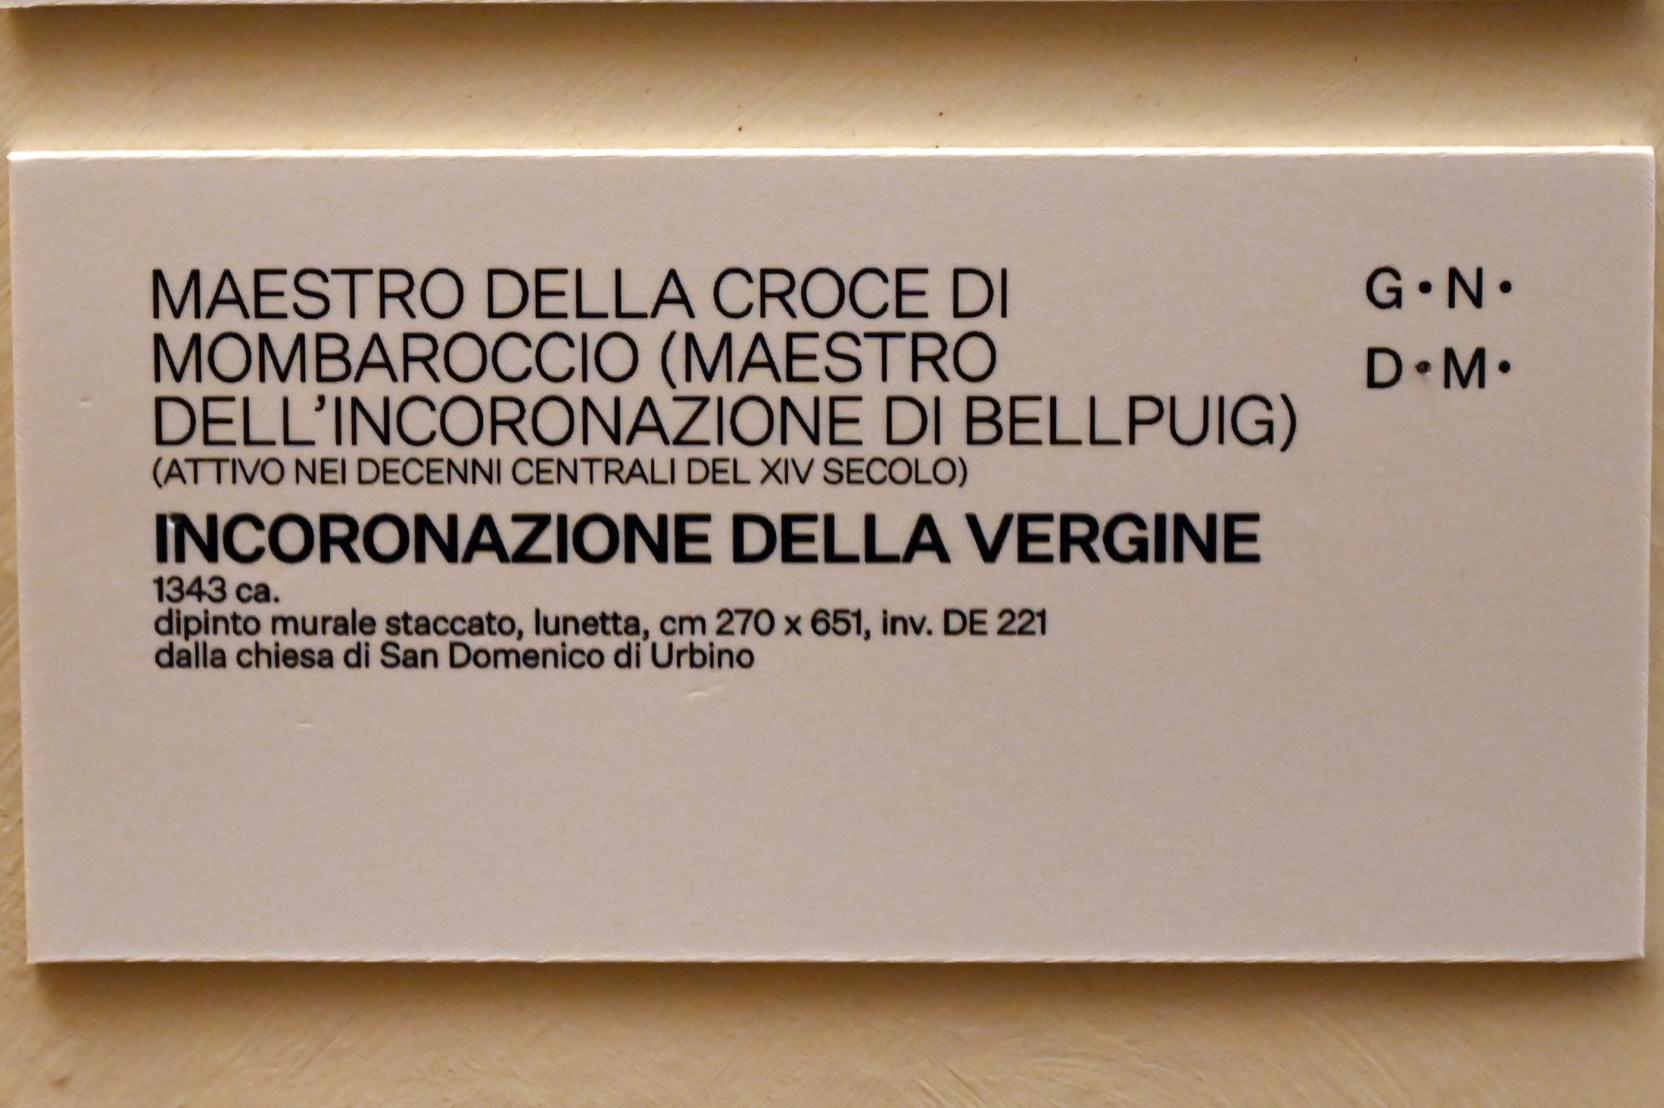 MAESTRO DELLA CROCE DI
MOMBAROCCIO (MAESTRO
DELL'INCORONAZIONE DI BELLPUIG)
(ATTIVO NEI DECENNI CENTRALI DEL XIV SECOLO)
INCORONAZIONE DELLA VERGINE
1343 ca.
dipinto murale staccato, lunetta, cm 270 x 651, inv. DE 221
dalla chiesa di San Domenico di Urbino
G•N•
D•M•